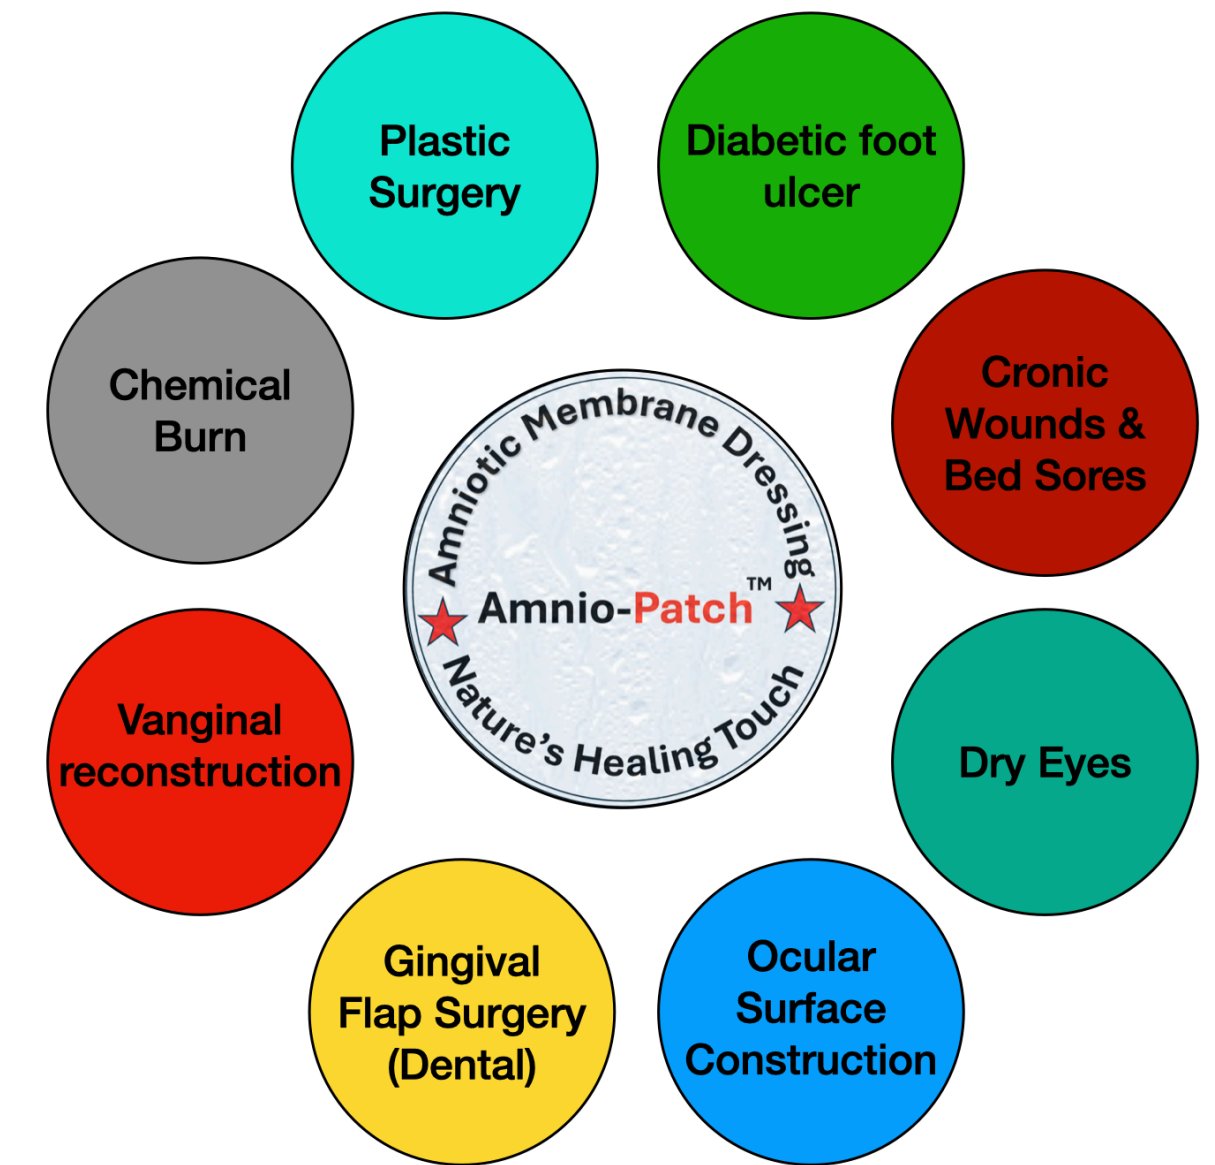 Plastic
Surgery
Diabetic foot
ulcer
Chemical
Burn
Cronic
Wounds &
Bed Sores
Amniotic Membrane Dressing
Amnio-Patch™
Nature's Healing Touch
Vanginal
reconstruction
Dry Eyes
Gingival
Flap Surgery
(Dental)
Ocular
Surface
Construction